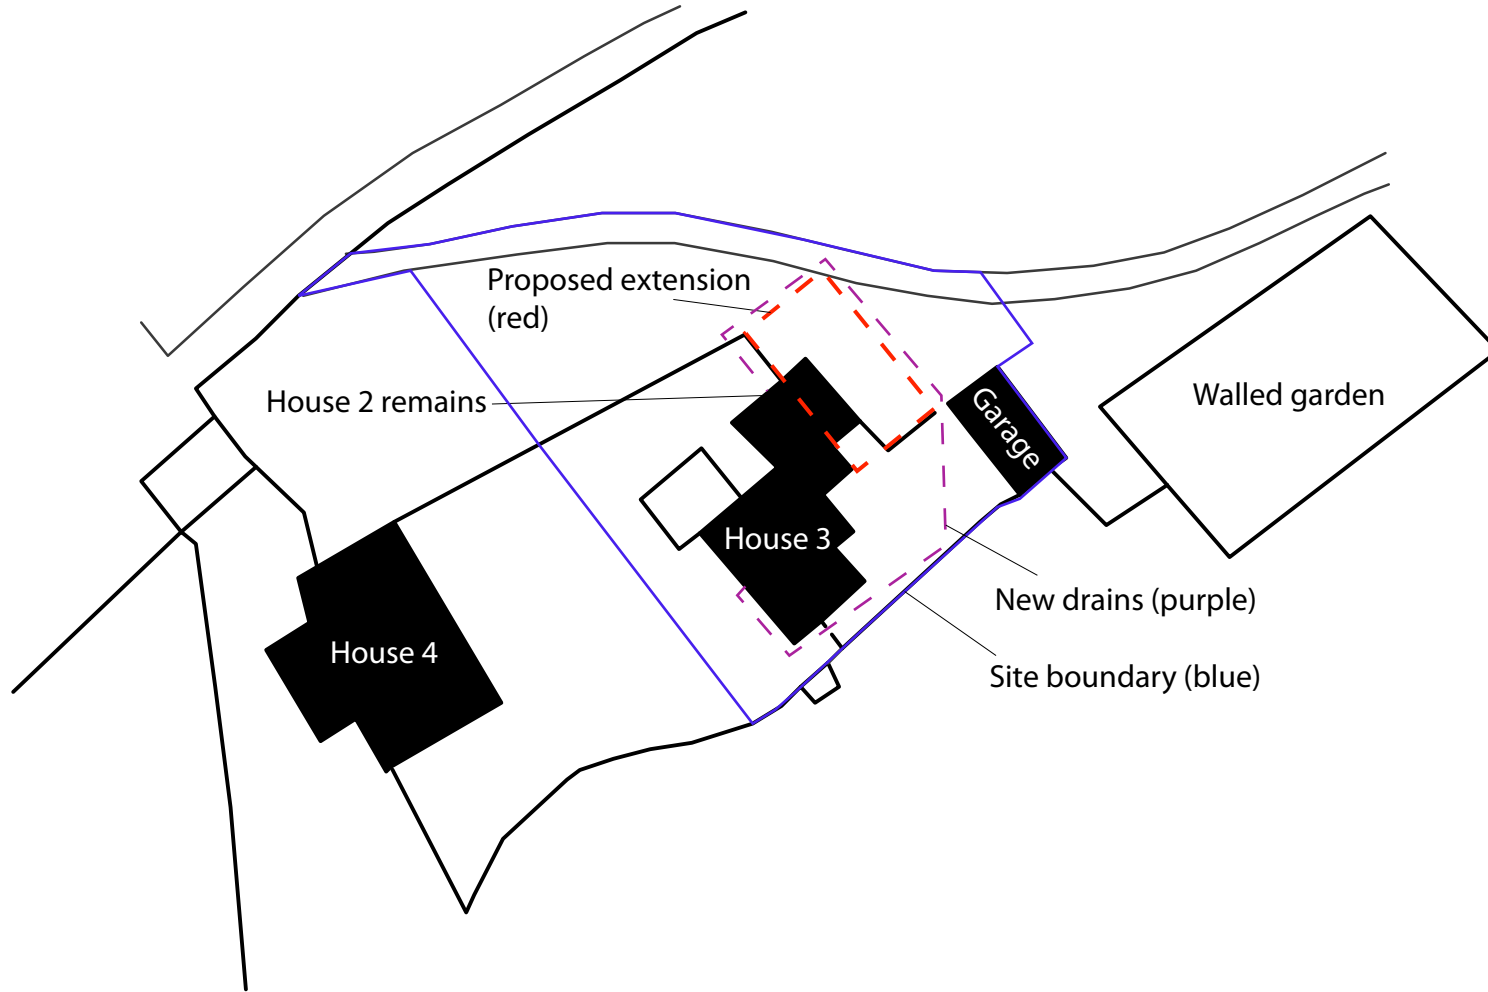 Proposed extension
(red)
House 2 remains
Garage
Walled garden
House 3
New drains (purple)
House 4
Site boundary (blue)